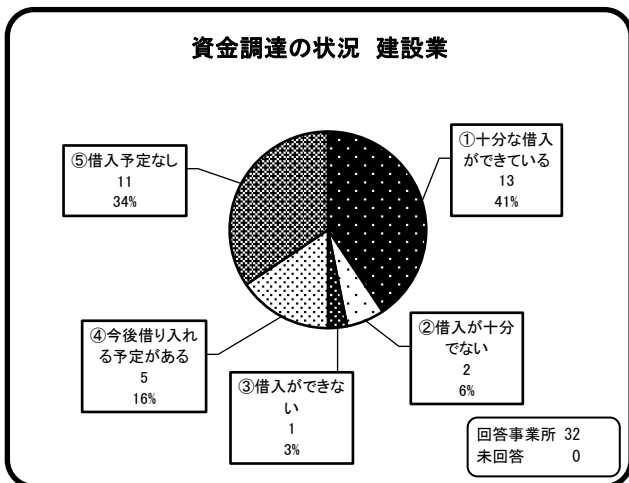 資金調達の状況 建設業
①十分な借入
ができている
13
41%
②借入が十分
でない
2
6%
③借入ができな
い
1
3%
④今後借り入れ
る予定がある
5
16%
⑤借入予定なし
11
34%
回答事業所 32
未回答 0